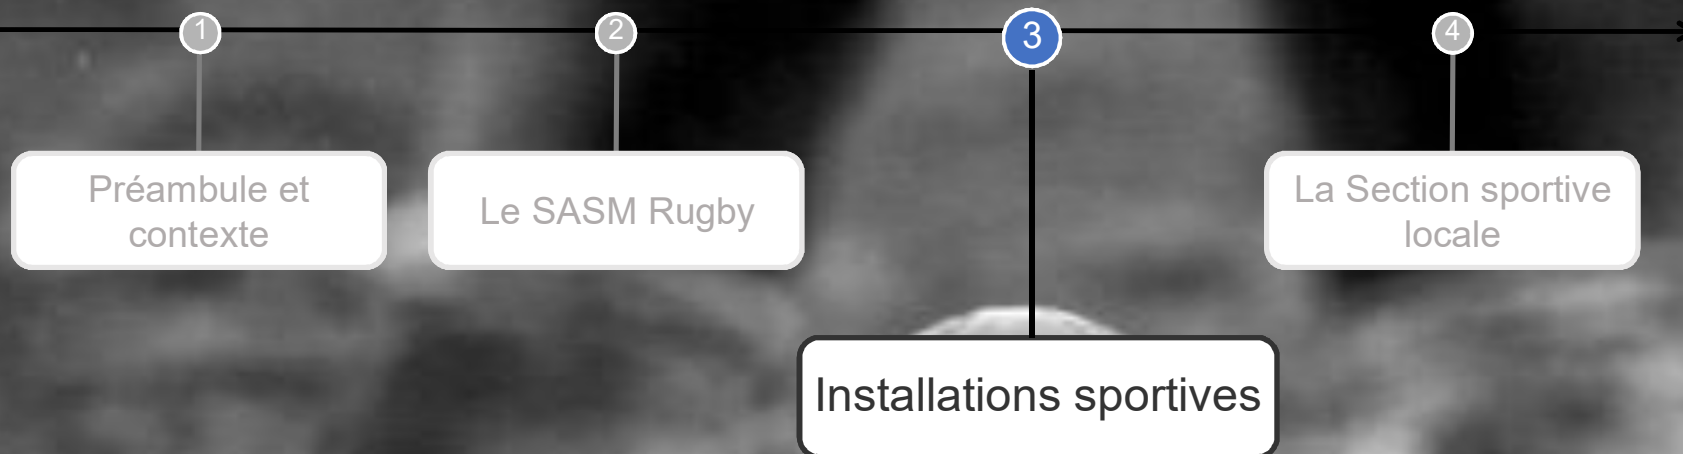 1
2
3
4
Préambule et
contexte
Le SASM Rugby
La Section sportive
locale
Installations sportives